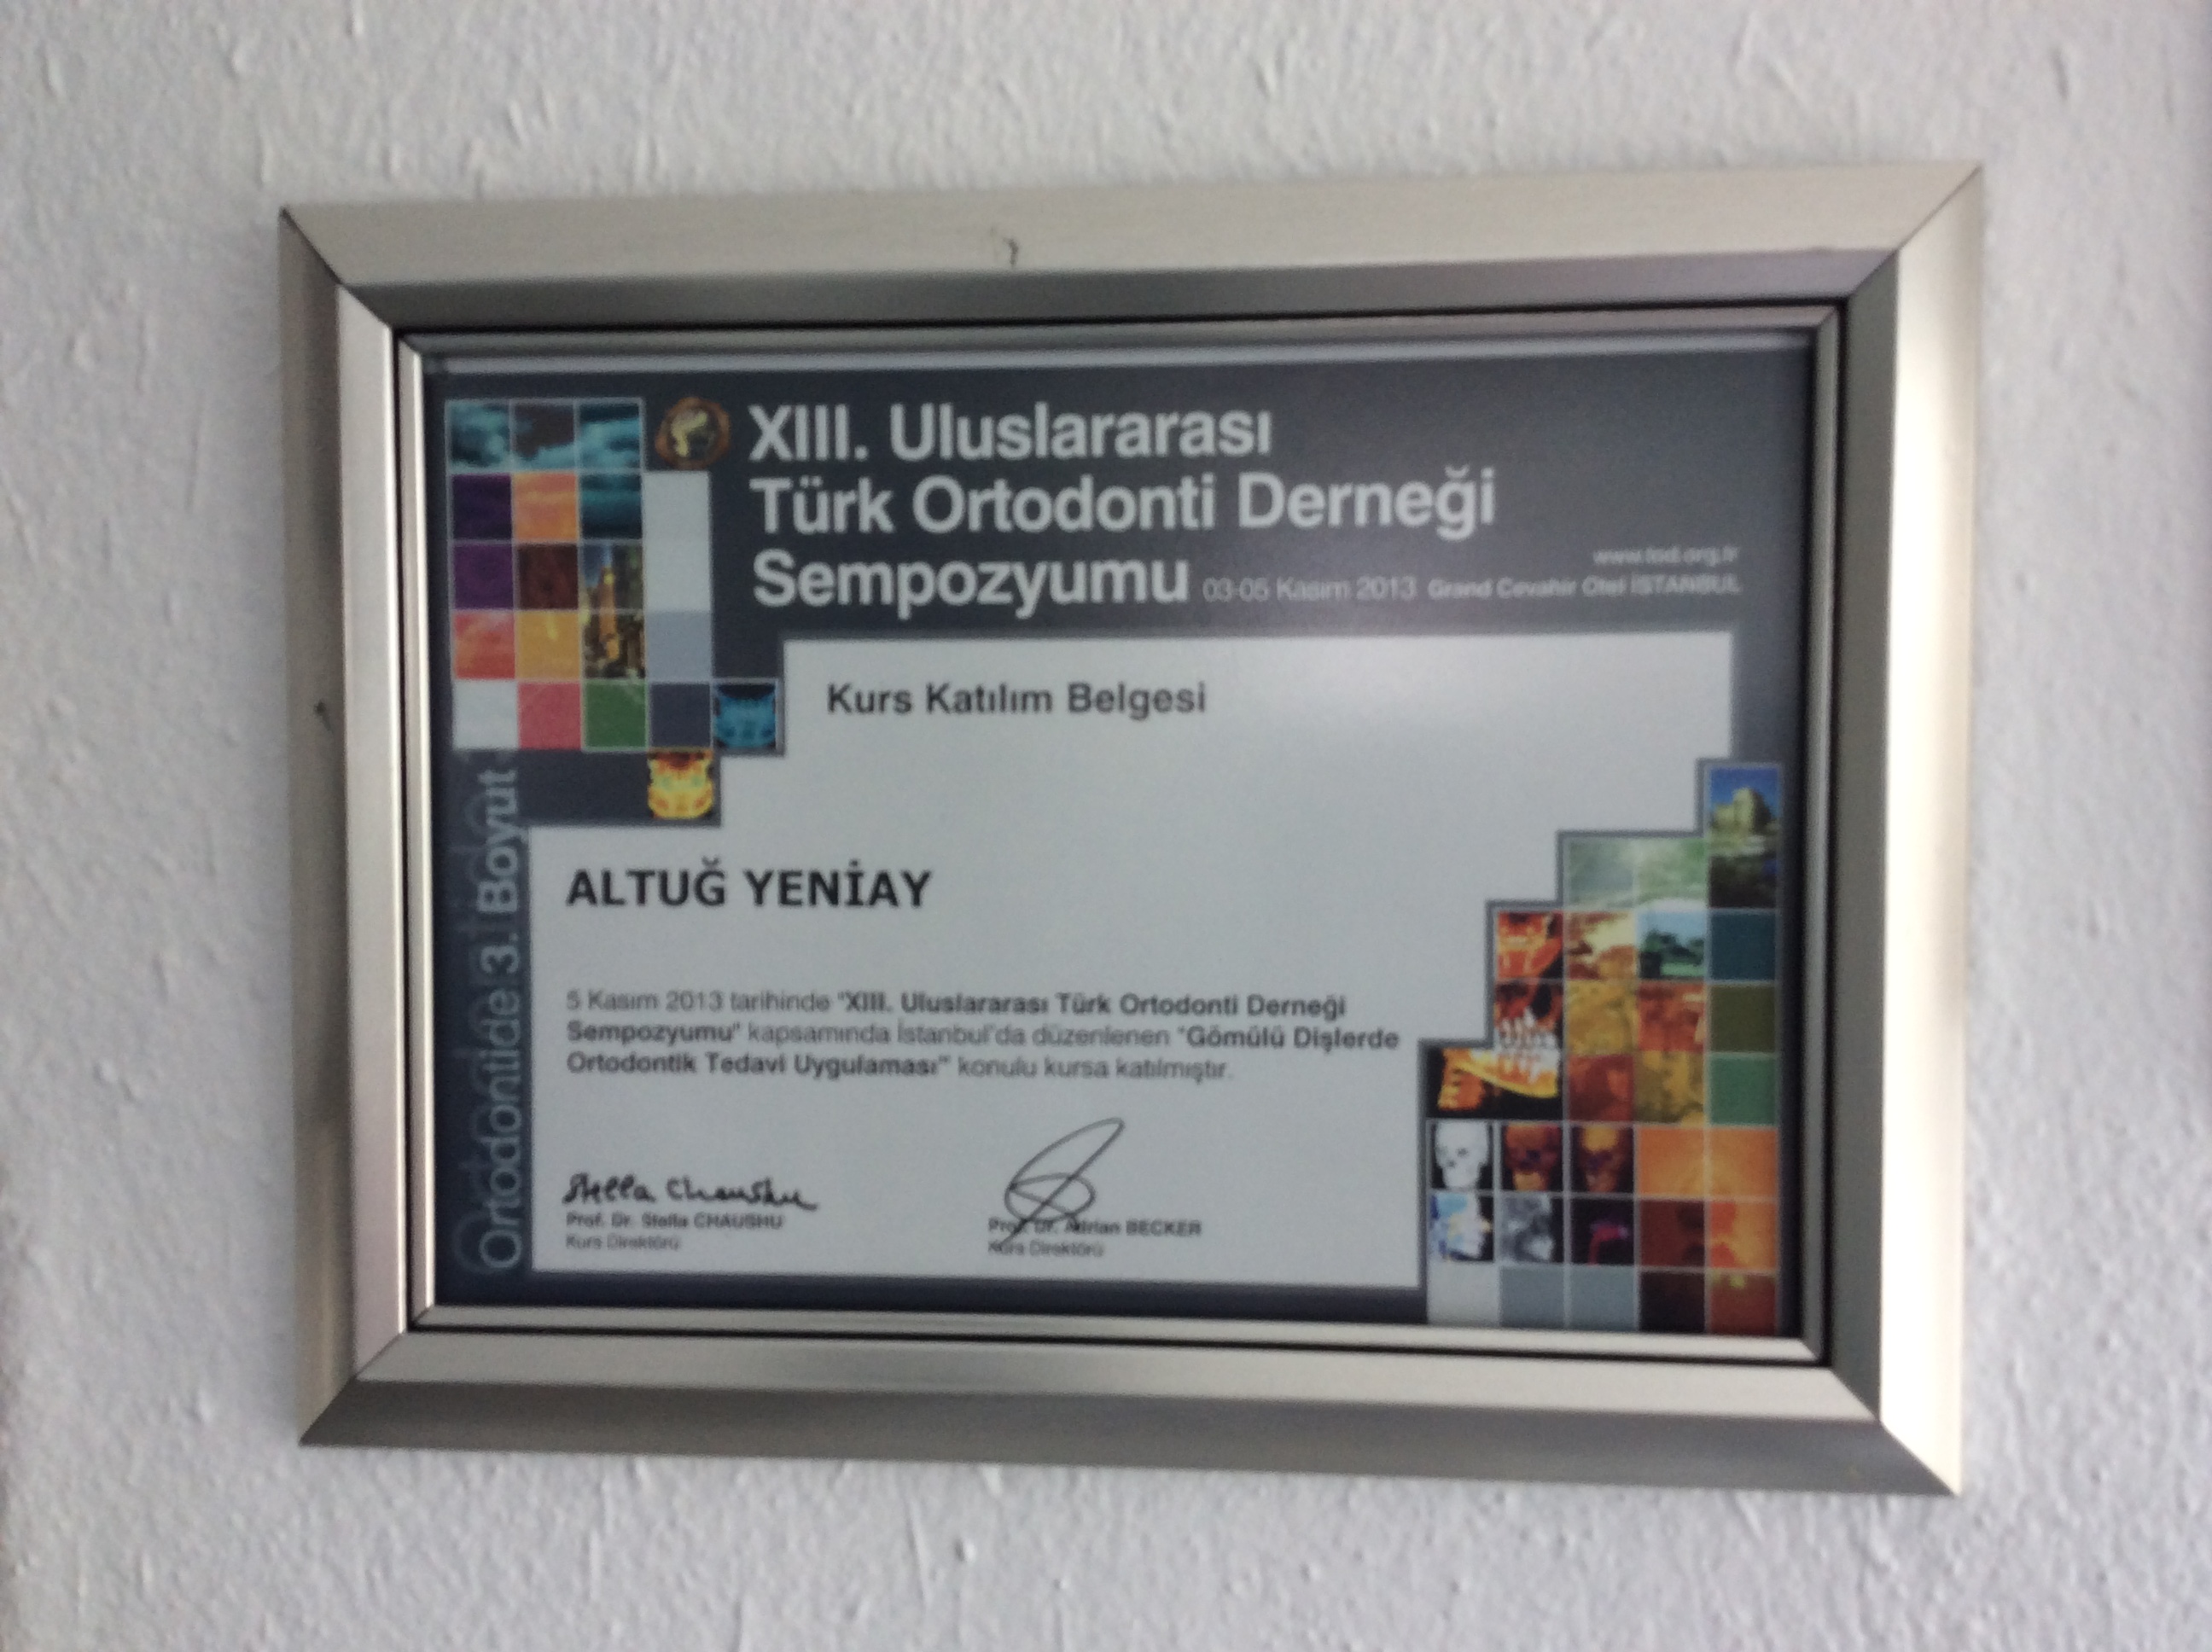 XIII. Uluslararası
Türk Ortodonti Derneği
Sempozyumu 03-05 Kasım 2013 Grand Cevahir Otel İSTANBUL
www.tod.org.tr
Kurs Katılım Belgesi
Ortodontide 3. Boyut
ALTUĞ YENİAY
5 Kasım 2013 tarihinde "XIII. Uluslararası Türk Ortodonti Derneği
Sempozyumu" kapsamında İstanbul'da düzenlenen "Gömülü Dişlerde
Ortodontik Tedavi Uygulaması" konulu kursa katılmıştır.
Stella Chaushu
Prof. Dr. Stella CHAUSHU
Kurs Direktörü
Prof. Dr. Adrian BECKER
Kurs Direktörü